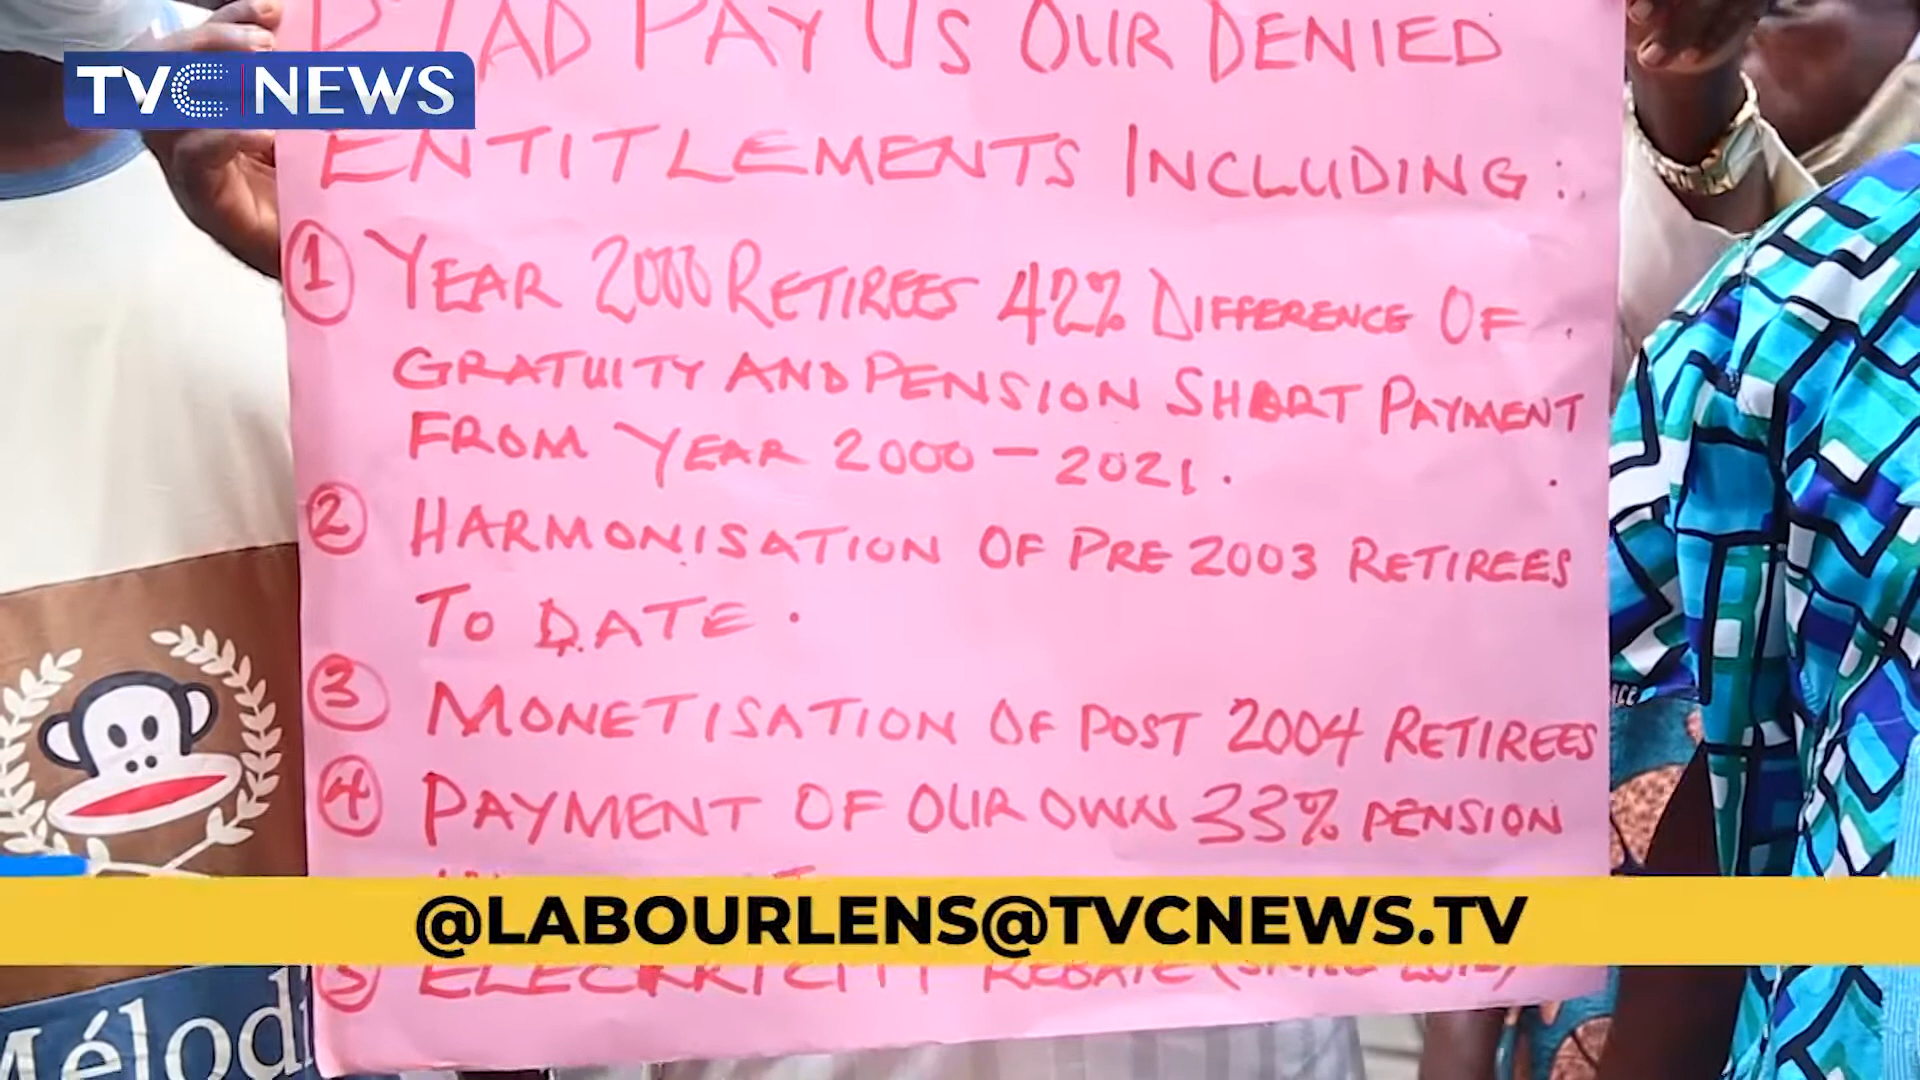 TVC NEWS
PAY US OUR DENIED
ENTITLEMENTS INCLUDING:
① YEAR 2000 RETIREES 42% DIFFERENCE OF
GRATUITY AND PENSION SHORT PAYMENT
FROM YEAR 2000 - 2021.
② HARMONISATION OF PRE 2003 RETIREES
TO DATE.
③ MONETISATION OF POST 2004 RETIREES
④ PAYMENT OF OUR OWN 33% PENSION
@LABOURLENS@TVCNEWS.TV
⑤ ELECTRICITY REBATE